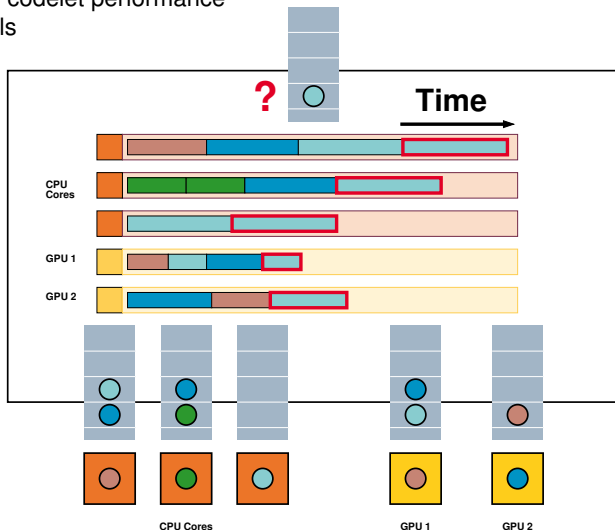 codelet performance
ls
?
Time
CPU
Cores
GPU 1
GPU 2
CPU Cores
GPU 1
GPU 2